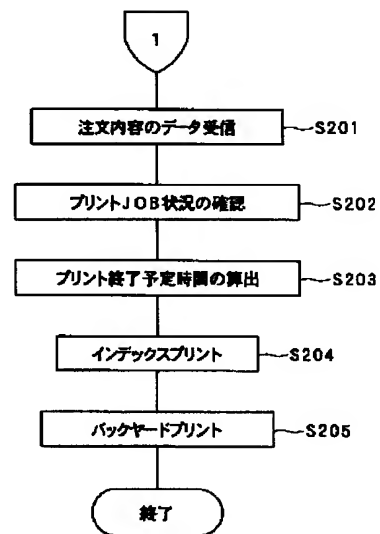 1
注文内容のデータ受信 S201
プリントJOB状況の確認 S202
プリント終了予定時間の算出 S203
インデックスプリント S204
バックヤードプリント S205
終了